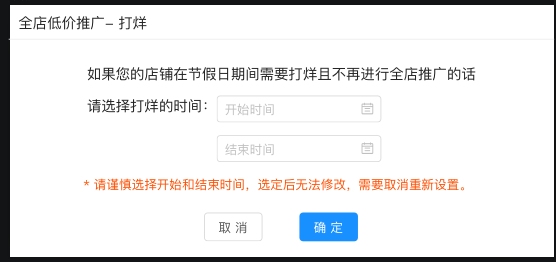 全店低价推广– 打烊
如果您的店铺在节假日期间需要打烊且不再进行全店推广的话
请选择打烊的时间：
开始时间
结束时间
* 请谨慎选择开始和结束时间，选定后无法修改，需要取消重新设置。
取 消
确 定